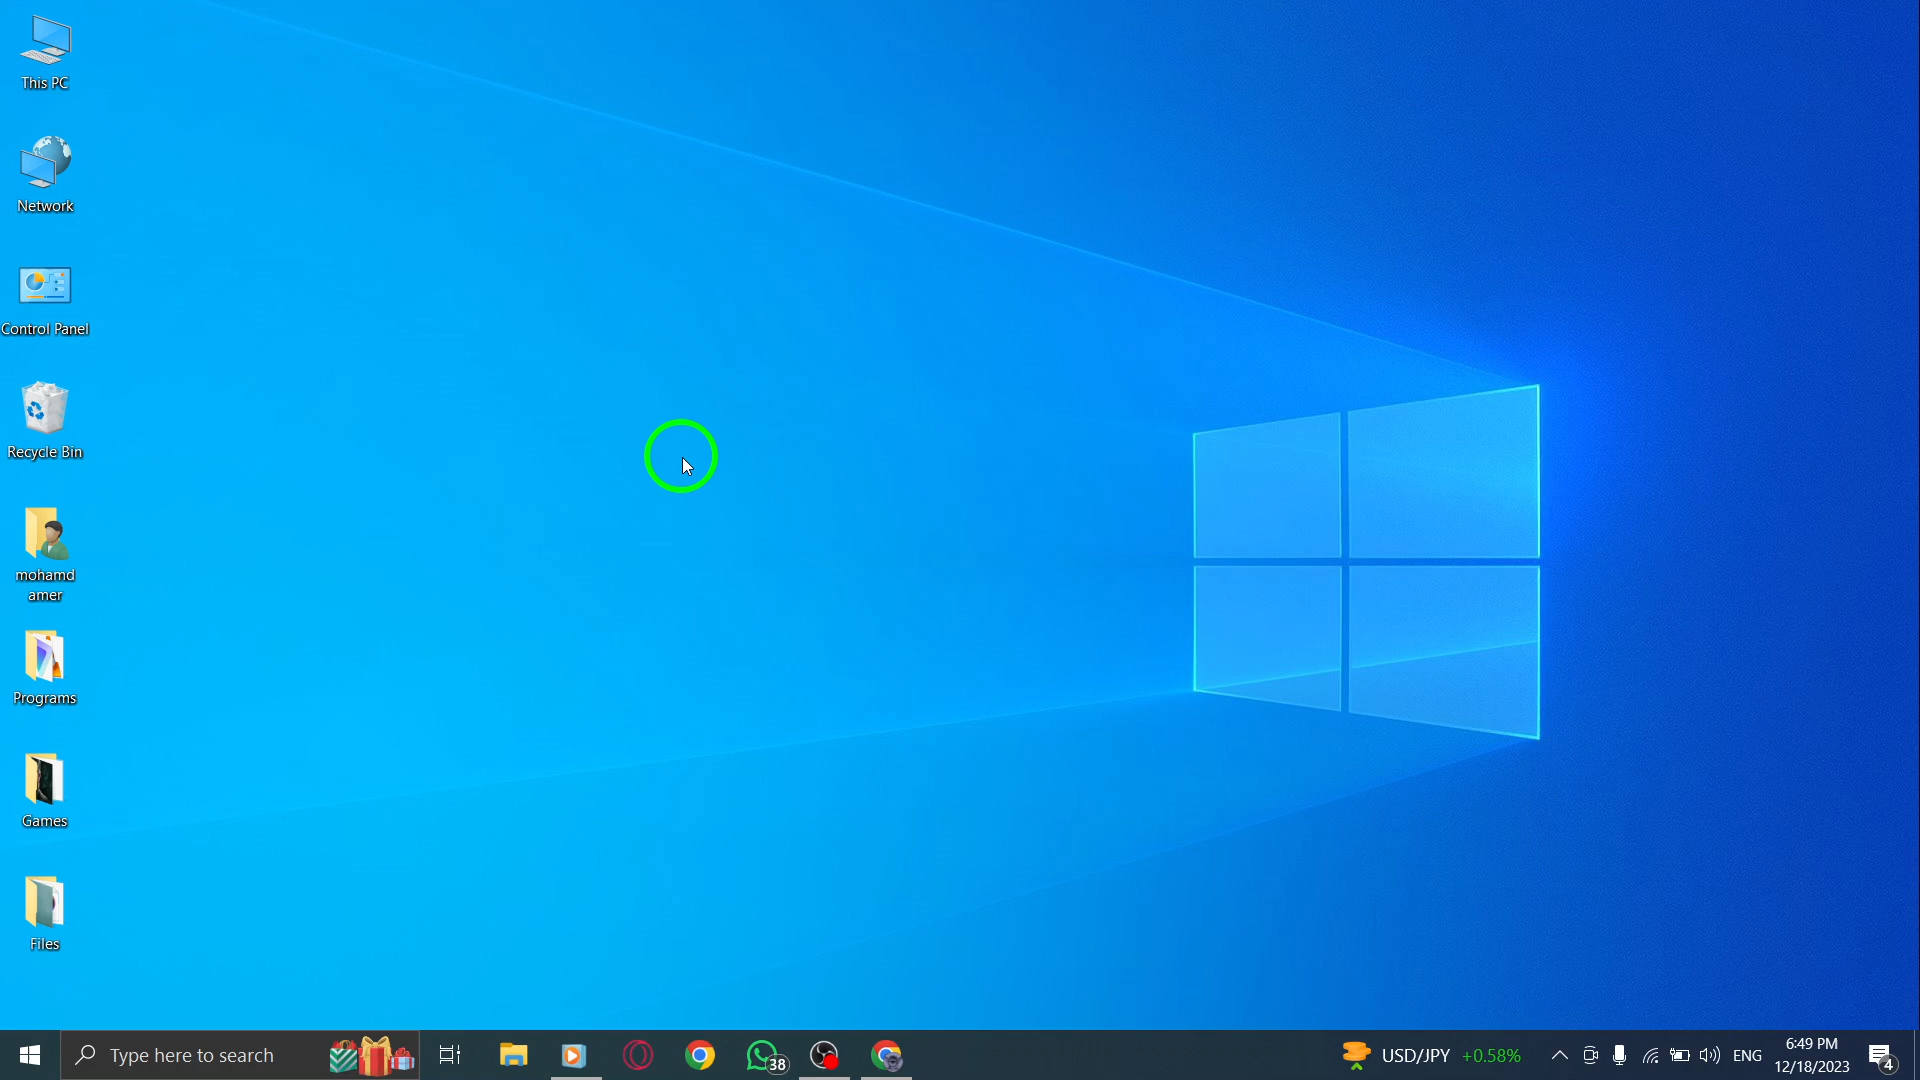 This PC
Network
Control Panel
Recycle Bin
mohamd
amer
Programs
Games
Files
Type here to search
38
USD/JPY +0.58%
ENG
6:49 PM
12/18/2023
4